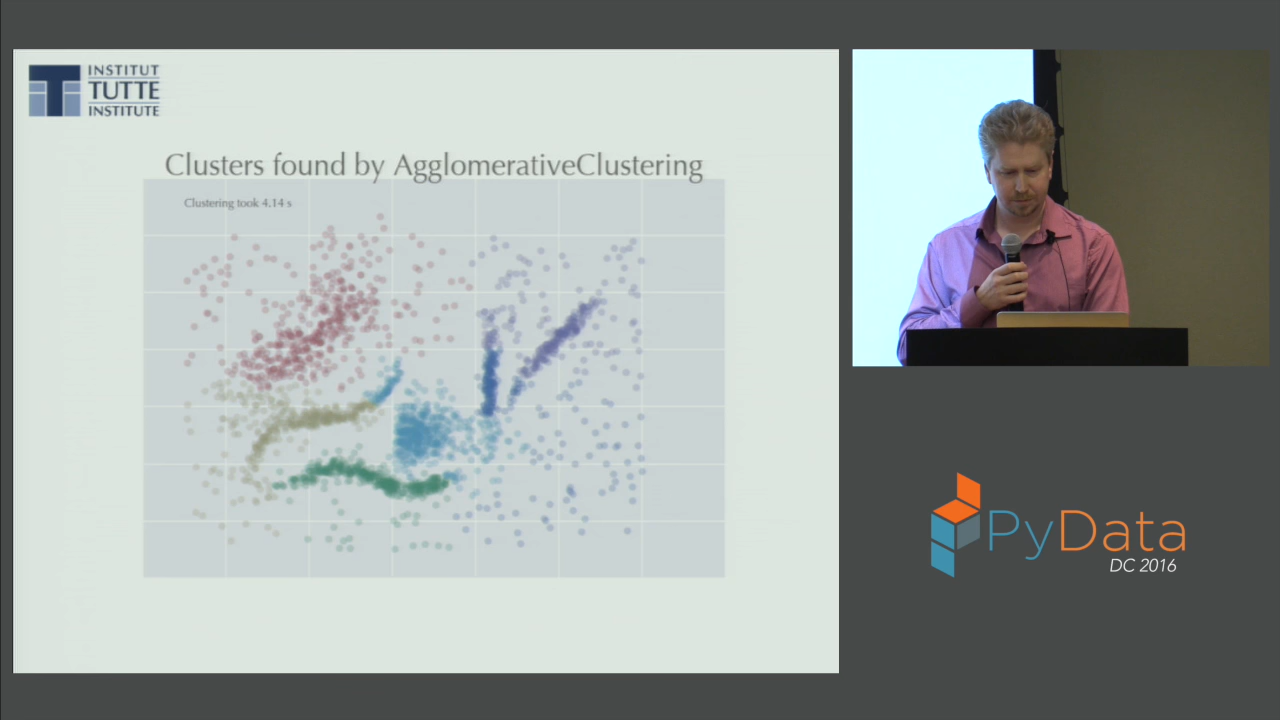 INSTITUT
TUTTE
INSTITUTE
Clusters found by AgglomerativeClustering
Clustering took 4.14 s
PyData
DC 2016